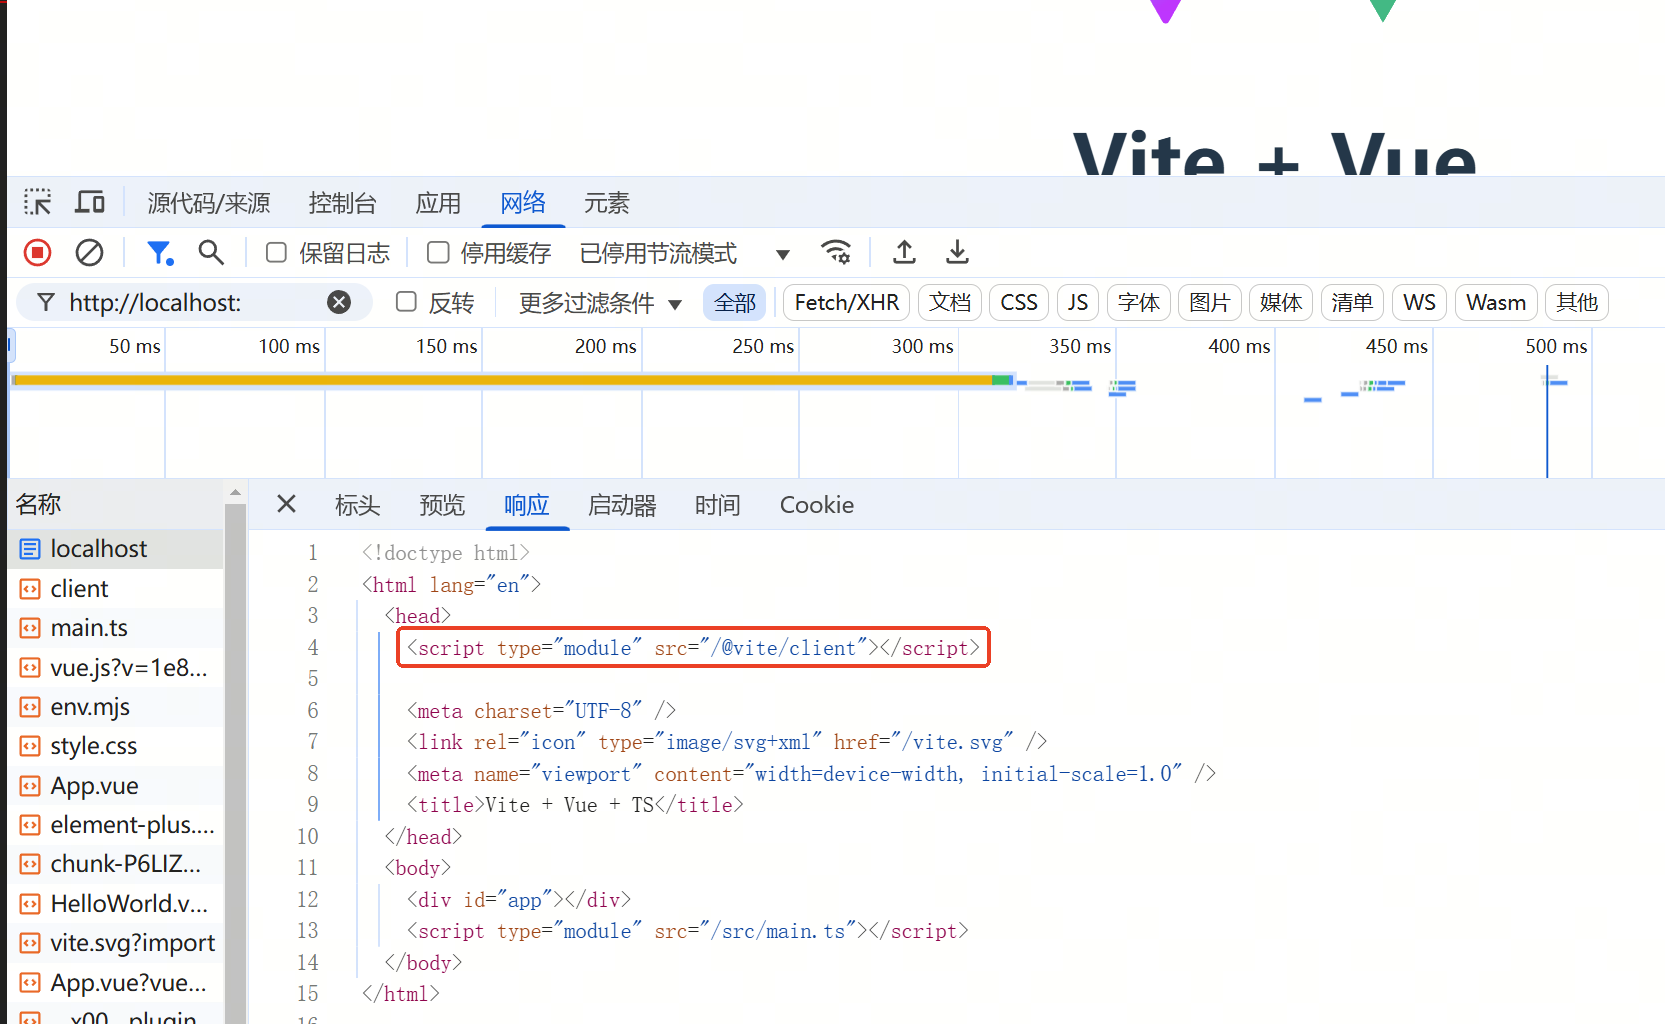 Vite + Vue
源代码/来源 控制台 应用 网络 元素
保留日志 停用缓存 已停用节流模式
http://localhost: 反转 更多过滤条件 全部 Fetch/XHR 文档 CSS JS 字体 图片 媒体 清单 WS Wasm 其他
50 ms 100 ms 150 ms 200 ms 250 ms 300 ms 350 ms 400 ms 450 ms 500 ms
名称
localhost
client
main.ts
vue.js?v=1e8...
env.mjs
style.css
App.vue
element-plus....
chunk-P6LIZ...
HelloWorld.v...
vite.svg?import
App.vue?vue...
__x00__plugin
标头 预览 响应 启动器 时间 Cookie
1 <!doctype html>
2 <html lang="en">
3 <head>
4 <script type="module" src="/@vite/client"></script>
5
6 <meta charset="UTF-8" />
7 <link rel="icon" type="image/svg+xml" href="/vite.svg" />
8 <meta name="viewport" content="width=device-width, initial-scale=1.0" />
9 <title>Vite + Vue + TS</title>
10 </head>
11 <body>
12 <div id="app"></div>
13 <script type="module" src="/src/main.ts"></script>
14 </body>
15 </html>
16